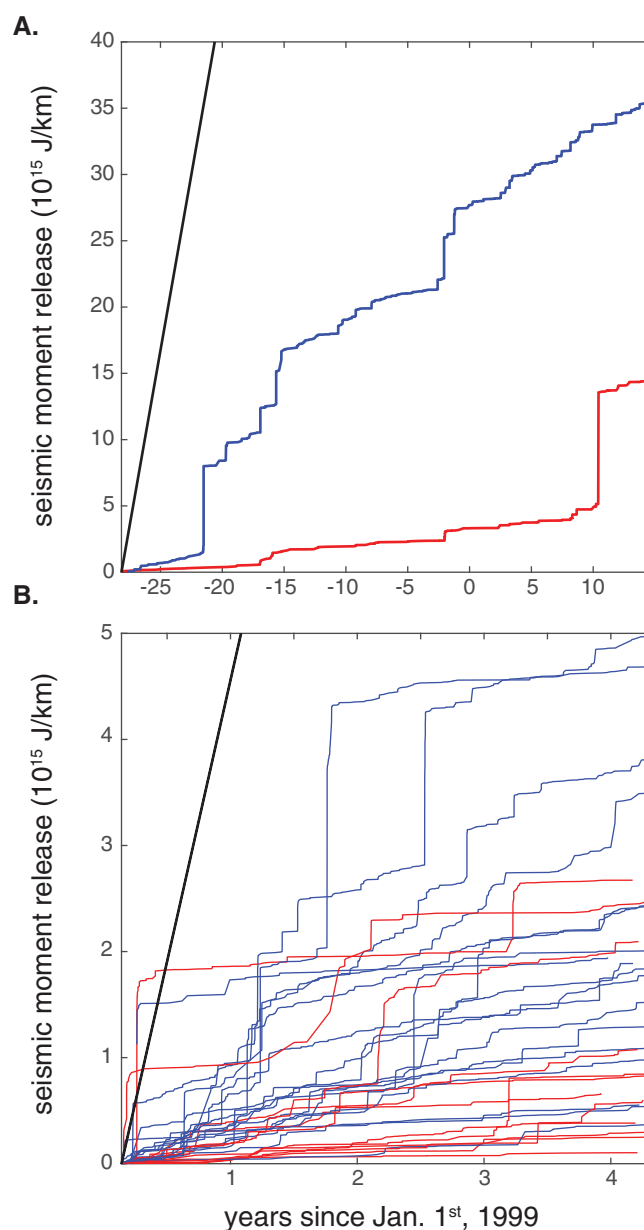 A.
40
35
30
25
20
15
10
5
0
seismic moment release (10¹⁵ J/km)
-25 -20 -15 -10 -5 0 5 10
B.
5
4
3
2
1
0
seismic moment release (10¹⁵ J/km)
1 2 3 4
years since Jan. 1ˢᵗ, 1999